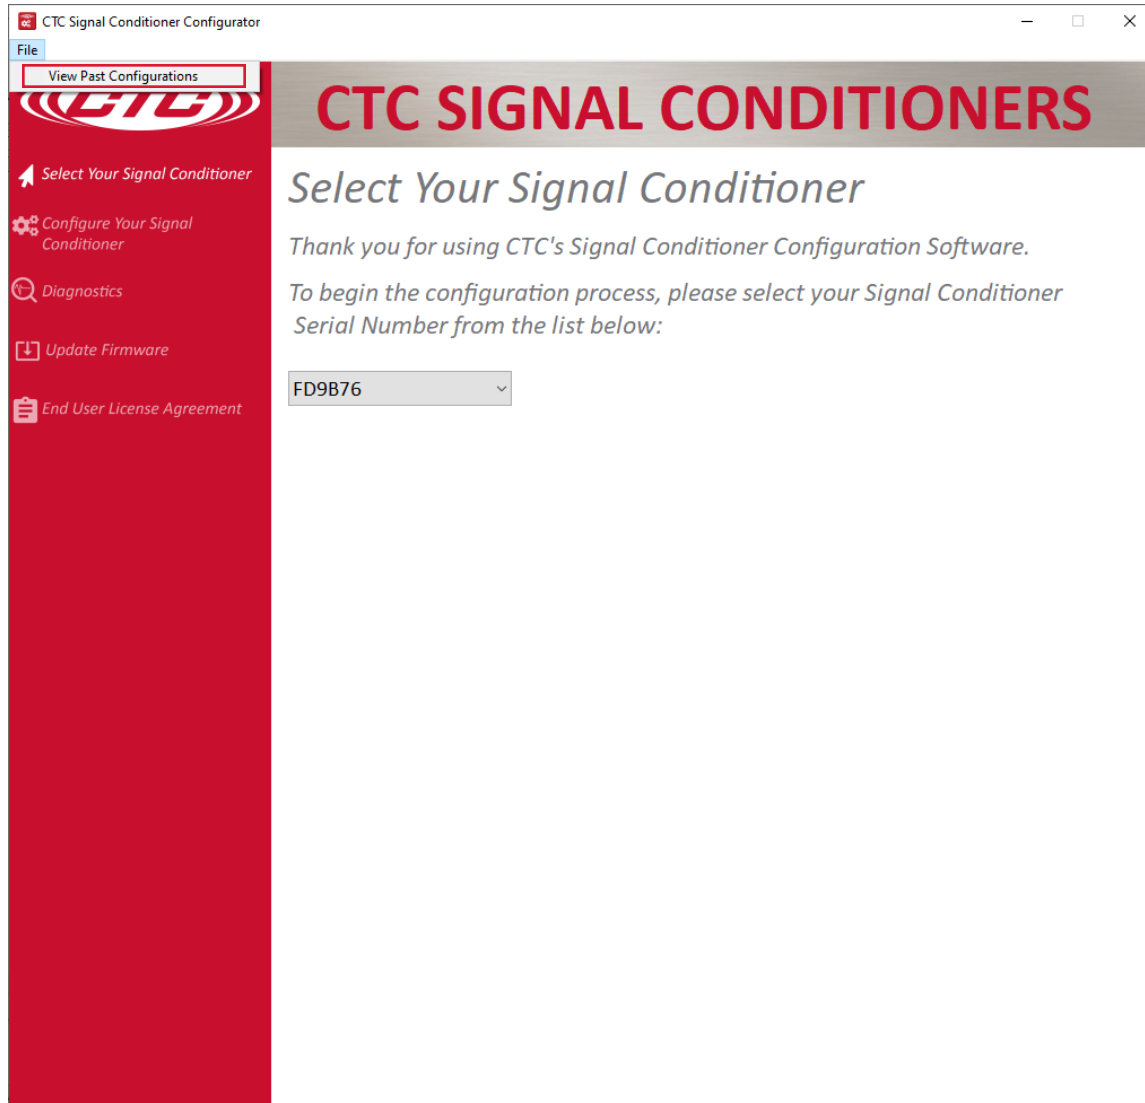 CTC Signal Conditioner Configurator
File
View Past Configurations
CTC
CTC SIGNAL CONDITIONERS
Select Your Signal Conditioner
Configure Your Signal
Conditioner
Diagnostics
Update Firmware
End User License Agreement
Select Your Signal Conditioner
Thank you for using CTC's Signal Conditioner Configuration Software.
To begin the configuration process, please select your Signal Conditioner
Serial Number from the list below:
FD9B76